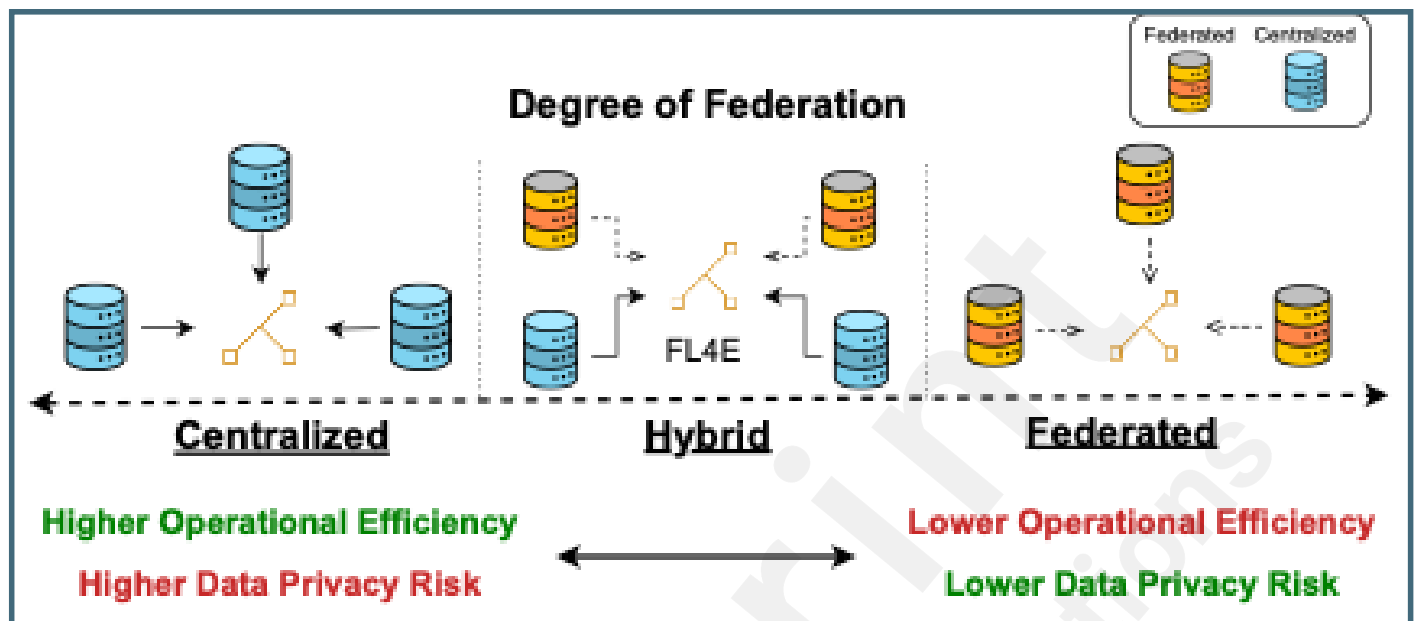 Federated Centralized
Degree of Federation
FL4E
Centralized Hybrid Federated
Higher Operational Efficiency Lower Operational Efficiency
Higher Data Privacy Risk Lower Data Privacy Risk